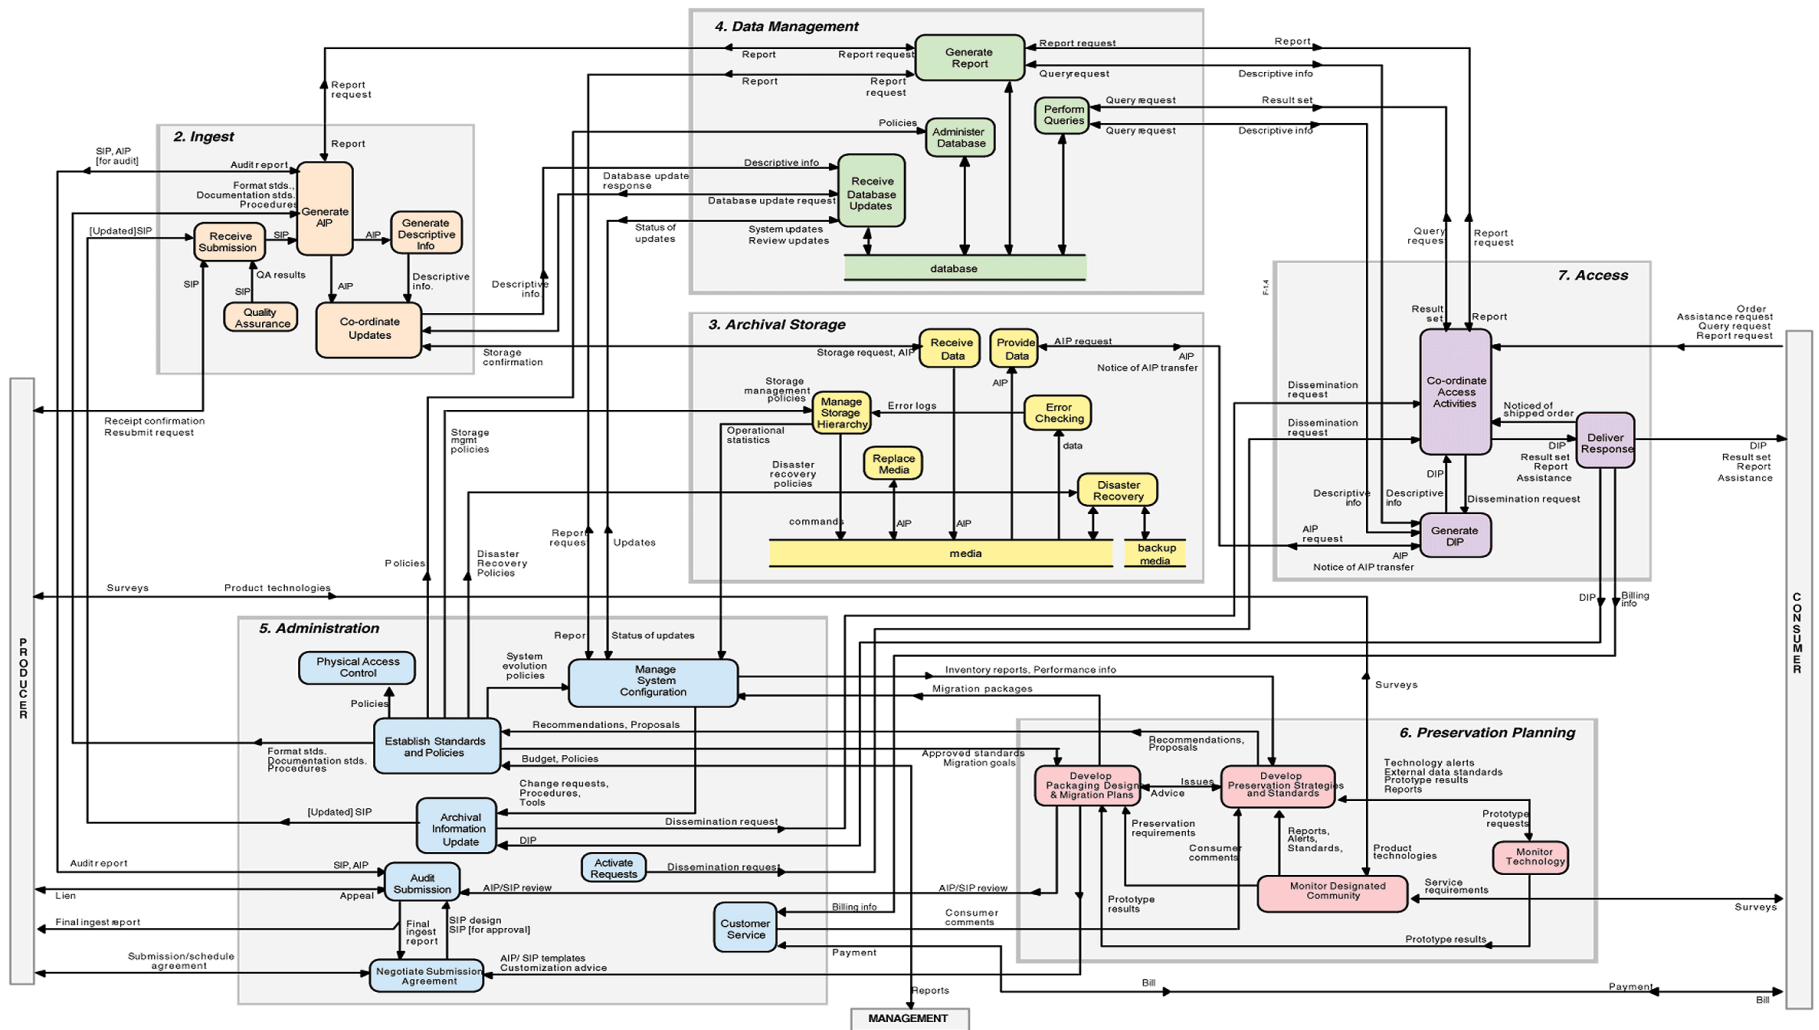 4. Data Management
Generate
Report
Report request
Report
Query request
Descriptive info
Report
Report request
Report
Report
request
Perform
Queries
Query request
Result set
Query request
Descriptive info
Policies
Administer
Database
Descriptive info
Database update
response
Database update request
Receive
Database
Updates
Status of
updates
System updates
Review updates
database
Report
request
2. Ingest
Report
SIP, AIP
[for audit]
Audit report
Format stds.,
Documentation stds.
Procedures
Generate
AIP
[Updated]SIP
Receive
Submission
SIP
AIP
Generate
Descriptive
Info
QA results
SIP
SIP
Quality
Assurance
AIP
Descriptive
info.
Co-ordinate
Updates
Descriptive
info.
Storage
confirmation
Receipt confirmation
Resubmit request
3. Archival Storage
Storage request, AIP
Receive
Data
Provide
Data
AIP request
AIP
Notice of AIP transfer
AIP
Storage
management
policies
Manage
Storage
Hierarchy
Error logs
Error
Checking
Operational
statistics
data
Replace
Media
Disaster
recovery
policies
Disaster
Recovery
commands
AIP
AIP
media
backup
media
Storage
mgmt
policies
Policies
Disaster
Recovery
Policies
Report
request
Updates
F-1,4
7. Access
Query
request
Report
request
Result
set
Report
Order
Assistance request
Query request
Report request
Co-ordinate
Access
Activities
Dissemination
request
Dissemination
request
Noticed of
shipped order
Deliver
Response
DIP
Result set
Report
Assistance
DIP
Result set
Report
Assistance
DIP
Dissemination request
Descriptive
info
Descriptive
info
Generate
DIP
AIP
request
AIP
Notice of AIP transfer
DIP
Billing
info
Surveys
Product technologies
PRODUCER
CONSUMER
5. Administration
Repor
Status of updates
Physical Access
Control
System
evolution
policies
Manage
System
Configuration
Inventory reports, Performance info
Migration packages
Surveys
Policies
Establish Standards
and Policies
Recommendations, Proposals
Format stds.
Documentation stds.
Procedures
Budget, Policies
Approved standards
Migration goals
Change requests,
Procedures,
Tools
[Updated] SIP
Archival
Infomation
Update
Dissemination request
DIP
Audit report
SIP, AIP
Activate
Requests
Dissemination request
Audit
Submission
Lien
Appeal
AIP/SIP review
AIP/SIP review
Final ingest report
Final
ingest
report
SIP design
SIP [for approval]
Customer
Service
Billing info
Consumer
comments
Payment
Submission/schedule
agreement
Negotiate Submission
Agreement
AIP/ SIP templates
Customization advice
Reports
MANAGEMENT
6. Preservation Planning
Recommendations,
Proposals
Develop
Packaging Design
& Migration Plans
Issues
Advice
Develop
Preservation Strategies
and Standards
Technology alerts
External data standards
Prototype results
Reports
Prototype
requests
Preservation
requirements
Consumer
comments
Reports,
Alerts,
Standards,
Product
technologies
Monitor
Technology
Monitor Designated
Community
Service
requirements
Surveys
Prototype
results
Prototype results
Bill
Payment
Bill